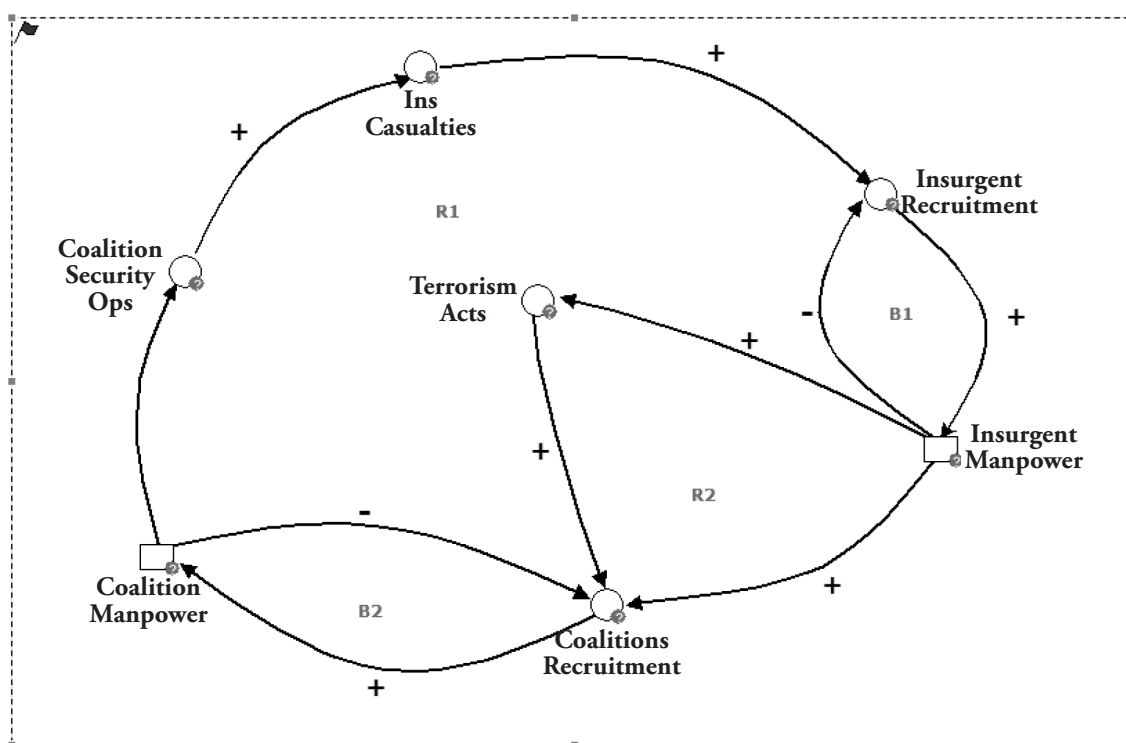 +
Ins
Casualties
+
Insurgent
Recruitment
R1
Coalition
Security
Ops
Terrorism
Acts
-
B1
+
+
Insurgent
Manpower
+
R2
-
Coalition
Manpower
B2
+
Coalitions
Recruitment
+